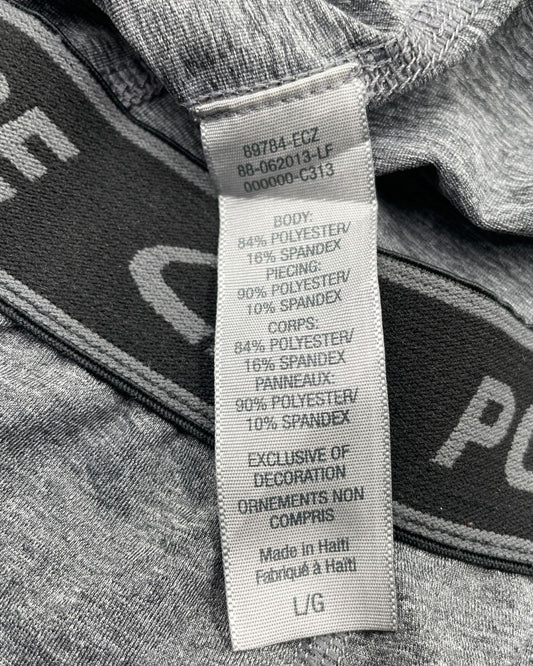 89784-ECZ
88-062013-LF
000000-C313
BODY:
84% POLYESTER/
16% SPANDEX
PIECING:
90% POLYESTER/
10% SPANDEX
CORPS:
84% POLYESTER/
16% SPANDEX
PANNEAUX:
90% POLYESTER/
10% SPANDEX
EXCLUSIVE OF
DECORATION
ORNEMENTS NON
COMPRIS
Made in Haiti
Fabriqué à Haïti
L/G